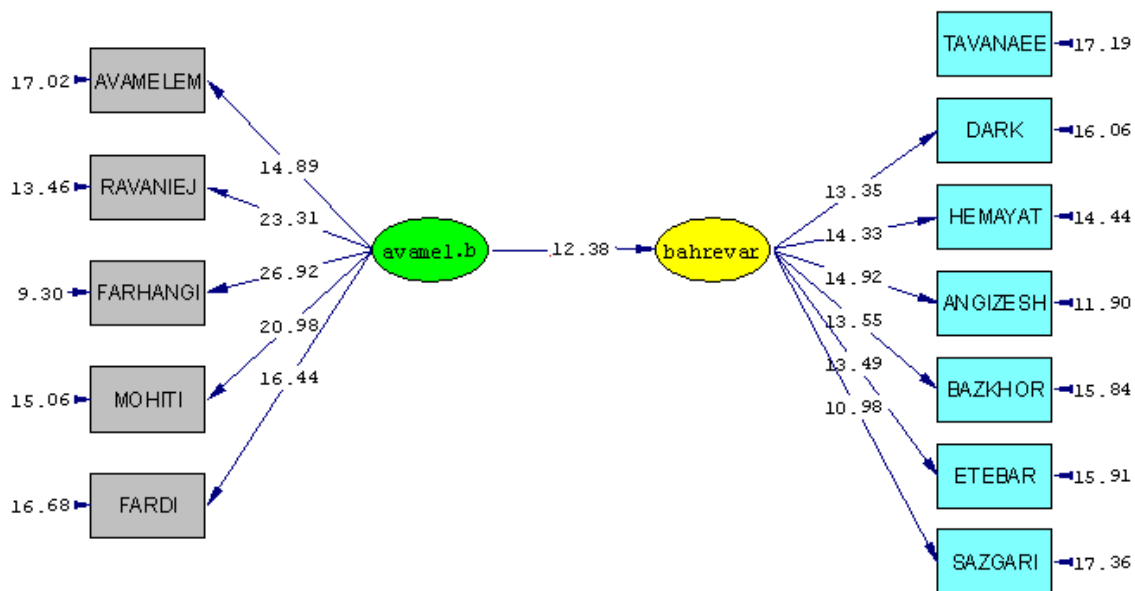 TAVANAEE
17.19
17.02
AVAMELEM
DARK
16.06
14.89
13.46
RAVANIEJ
13.35
HEMAYAT
14.44
23.31
14.33
avamel.b
12.38
bahrevar
9.30
FARHANGI
26.92
14.92
ANGIZESH
11.90
20.98
13.55
13.49
16.44
15.06
MOHITI
BAZKHOR
15.84
10.98
ETEBAR
15.91
16.68
FARDI
SAZGARI
17.36